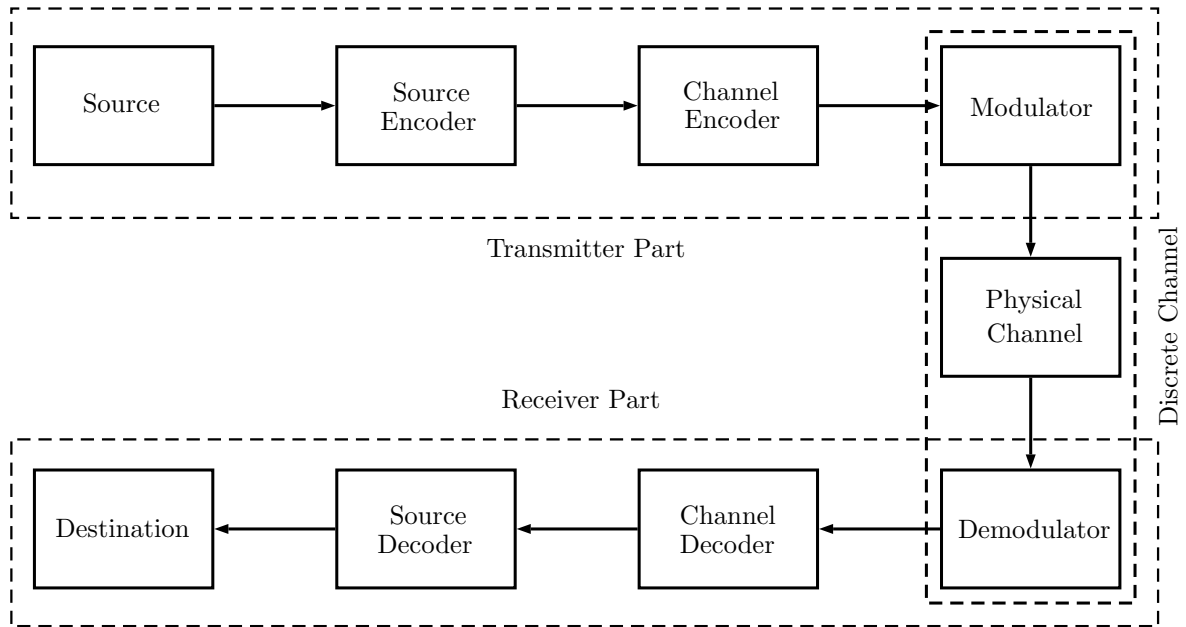 Source
Source
Encoder
Channel
Encoder
Modulator
Transmitter Part
Physical
Channel
Discrete Channel
Receiver Part
Destination
Source
Decoder
Channel
Decoder
Demodulator